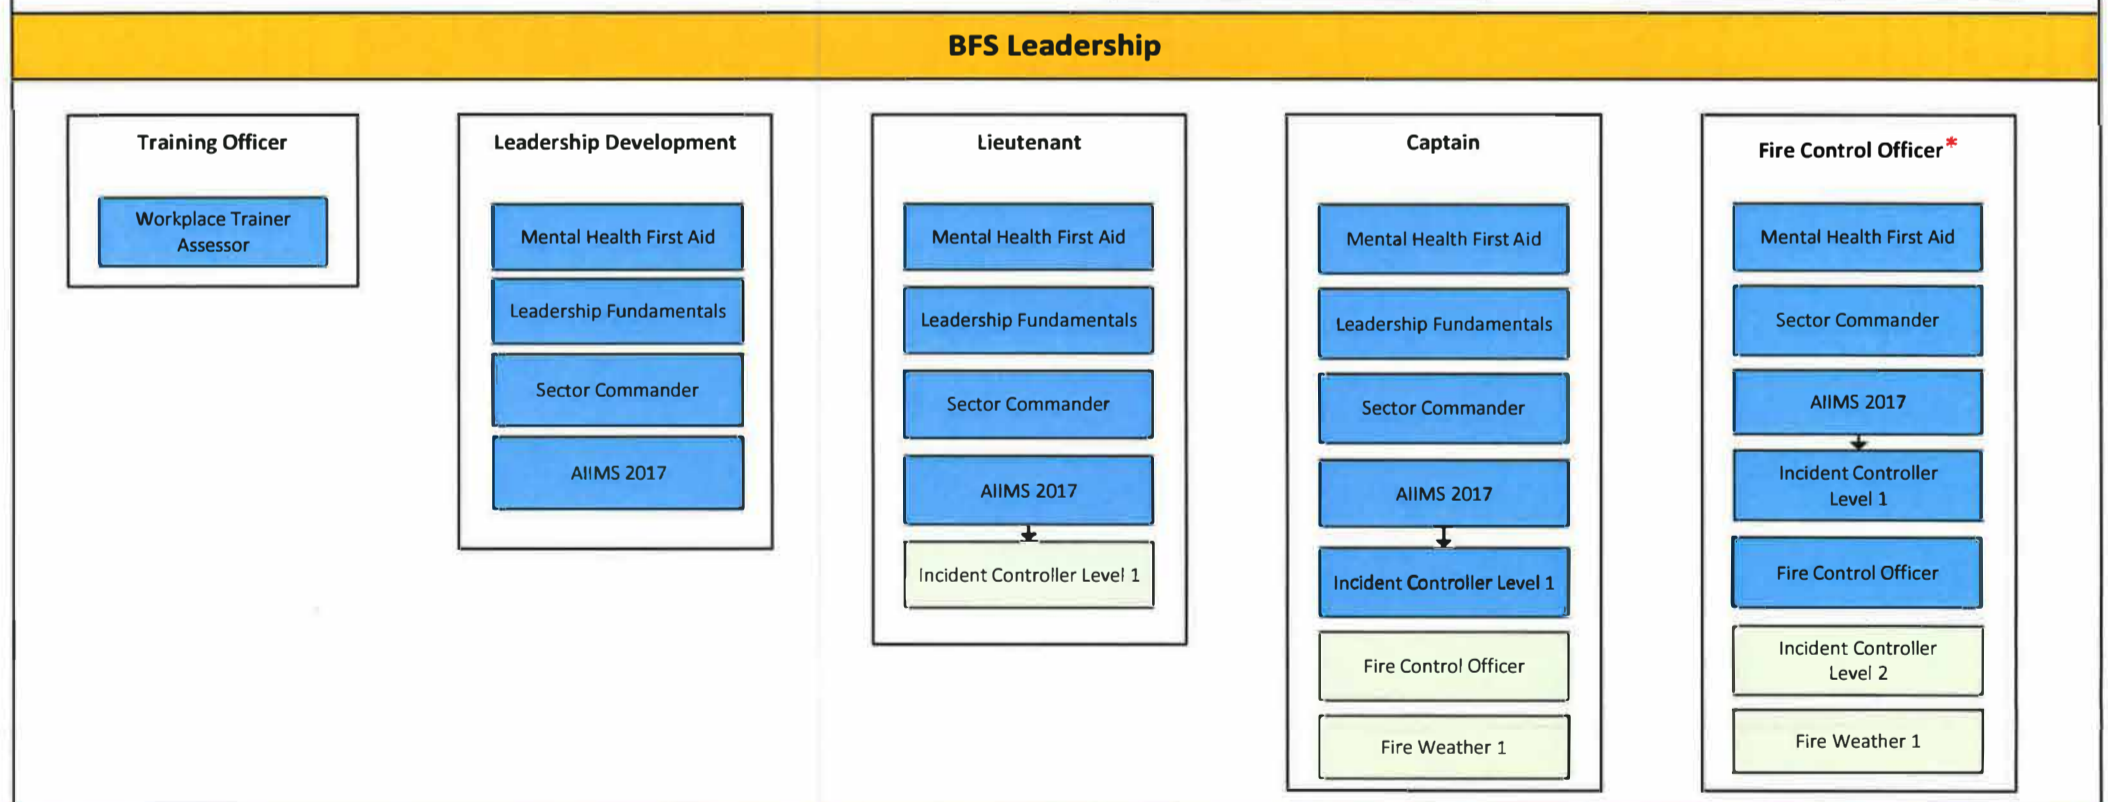 BFS Leadership
Training Officer
Workplace Trainer
Assessor
Leadership Development
Mental Health First Aid
Leadership Fundamentals
Sector Commander
AIIMS 2017
Lieutenant
Mental Health First Aid
Leadership Fundamentals
Sector Commander
AIIMS 2017
Incident Controller Level 1
Captain
Mental Health First Aid
Leadership Fundamentals
Sector Commander
AIIMS 2017
Incident Controller Level 1
Fire Control Officer
Fire Weather 1
Fire Control Officer*
Mental Health First Aid
Sector Commander
AIIMS 2017
Incident Controller
Level 1
Fire Control Officer
Incident Controller
Level 2
Fire Weather 1